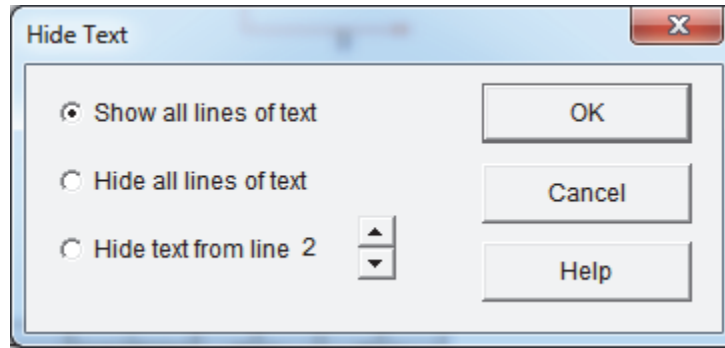 Hide Text
Show all lines of text
OK
Hide all lines of text
Cancel
Hide text from line 2
Help